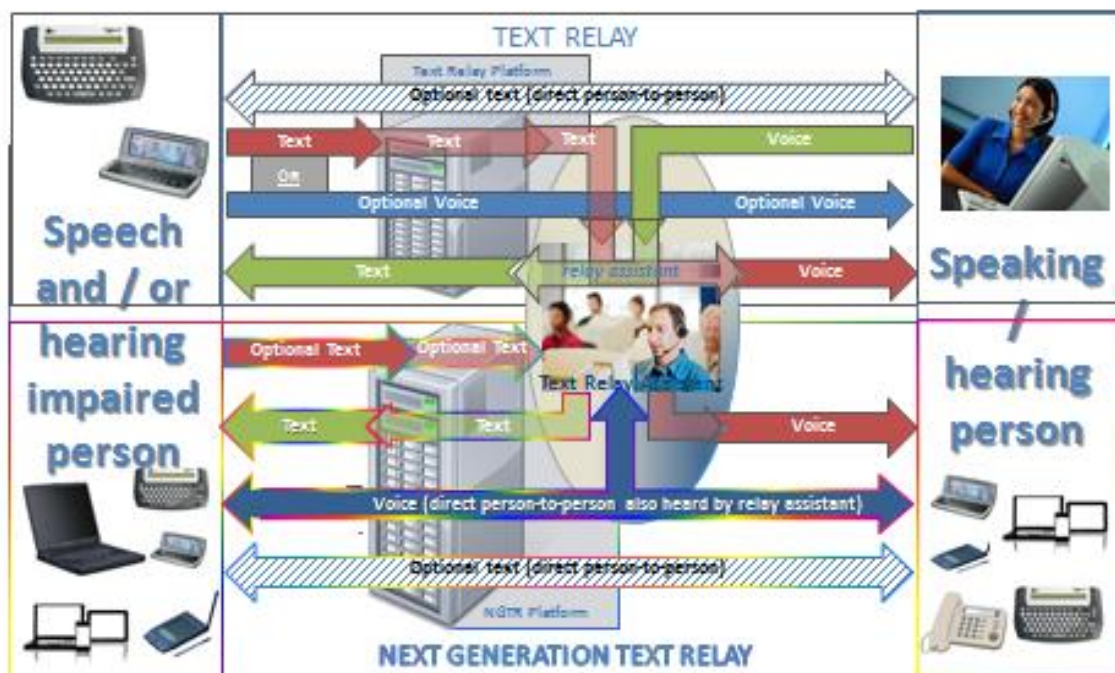 TEXT RELAY
Text Relay Platform
Optional text (direct person-to-person)
Text
Text
Text
Voice
OR
Optional Voice
Optional Voice
Text
relay assistant
Voice
Speech
and / or
hearing
impaired
person
Speaking
/
hearing
person
Optional Text
Optional Text
Text Relay Assistant
Text
Text
Voice
Voice (direct person-to-person also heard by relay assistant)
Optional text (direct person-to-person)
NGTR Platform
NEXT GENERATION TEXT RELAY